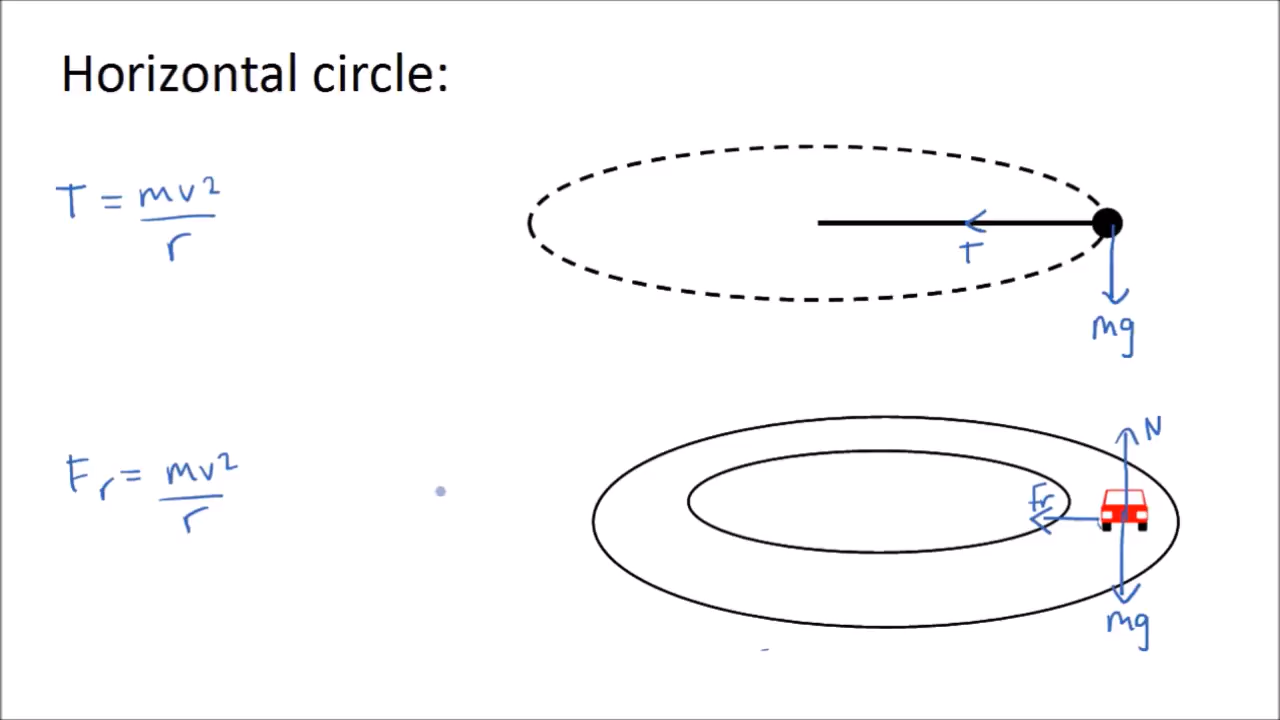 Horizontal circle:
T = mv²/r
T
mg
N
Fr = mv²/r
Fr
mg